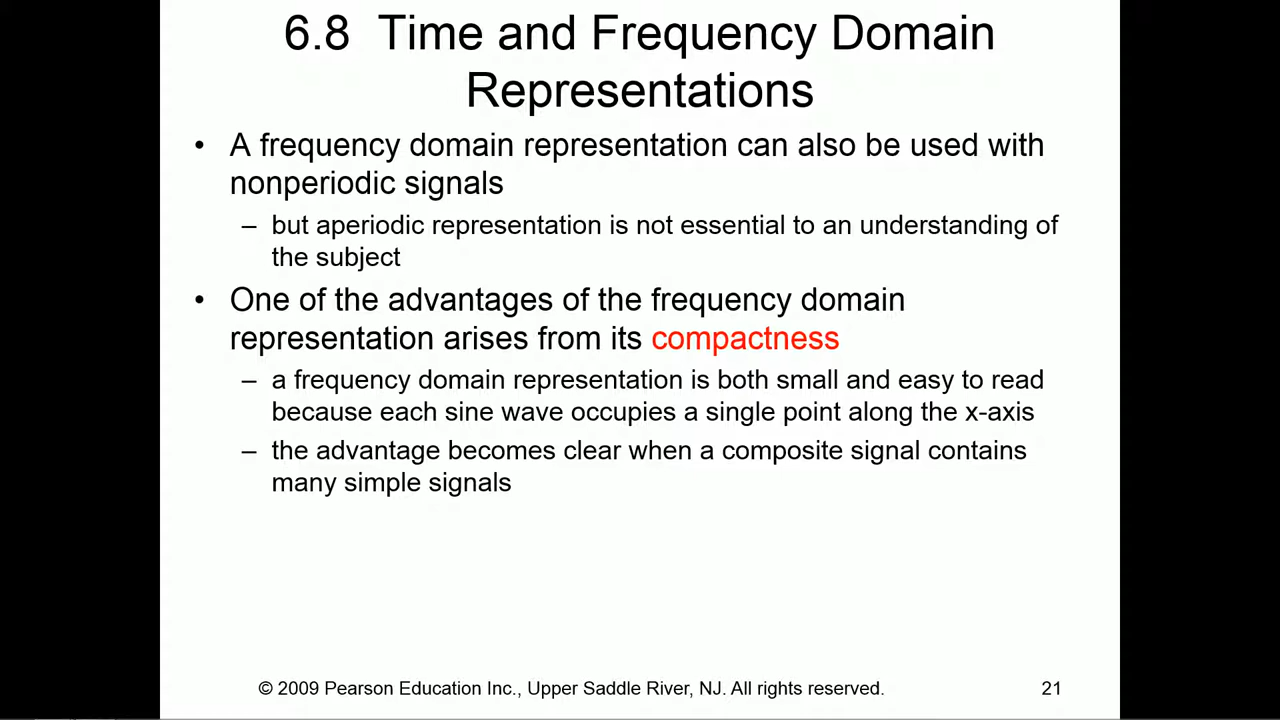 6.8 Time and Frequency Domain
Representations
• A frequency domain representation can also be used with
nonperiodic signals
– but aperiodic representation is not essential to an understanding of
the subject
• One of the advantages of the frequency domain
representation arises from its compactness
– a frequency domain representation is both small and easy to read
because each sine wave occupies a single point along the x-axis
– the advantage becomes clear when a composite signal contains
many simple signals
© 2009 Pearson Education Inc., Upper Saddle River, NJ. All rights reserved.
21